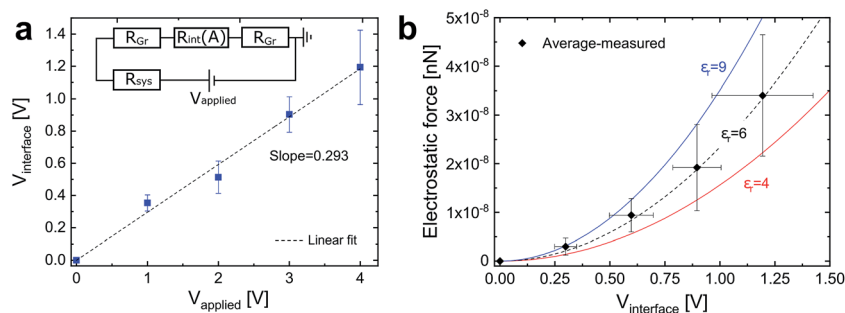 a
R_Gr R_int(A) R_Gr
R_sys
V_applied
1.4
1.2
1.0
0.8
0.6
0.4
0.2
0.0
V_interface [V]
Slope=0.293
Linear fit
0 1 2 3 4
V_applied [V]
b
Average-measured
5x10⁻⁸
4x10⁻⁸
3x10⁻⁸
2x10⁻⁸
1x10⁻⁸
0
Electrostatic force [nN]
ε_r=9
ε_r=6
ε_r=4
0.00 0.25 0.50 0.75 1.00 1.25 1.50
V_interface [V]